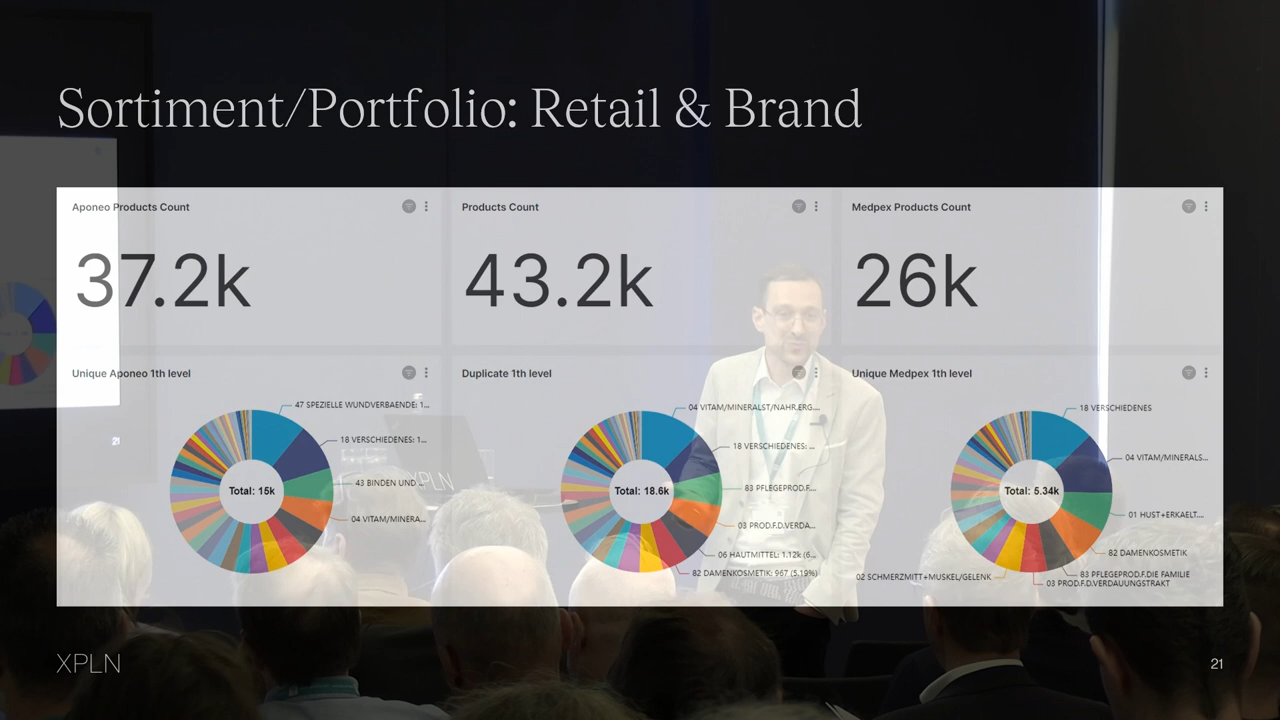 Sortiment/Portfolio: Retail & Brand
Aponeo Products Count
37.2k
Products Count
43.2k
Medpex Products Count
26k
Unique Aponeo 1th level
47 SPEZIELLE WUNDVERBAENDE: 1...
18 VERSCHIEDENES: 1...
43 BINDEN UND ...
04 VITAM/MINERA...
Total: 15k
Duplicate 1th level
04 VITAM/MINERALST/NAHR.ERG....
18 VERSCHIEDENES: ...
83 PFLEGEPROD.F....
03 PROD.F.D.VERDA...
06 HAUTMITTEL: 1.12k (6...
82 DAMENKOSMETIK: 967 (5.19%)
Total: 18.6k
Unique Medpex 1th level
18 VERSCHIEDENES
04 VITAM/MINERALS...
01 HUST+ERKAELT....
82 DAMENKOSMETIK
83 PFLEGEPROD.F.DIE FAMILIE
03 PROD.F.D.VERDAUUNGSTRAKT
02 SCHMERZMITT+MUSKEL/GELENK
Total: 5.34k
XPLN
21
XPLN
21